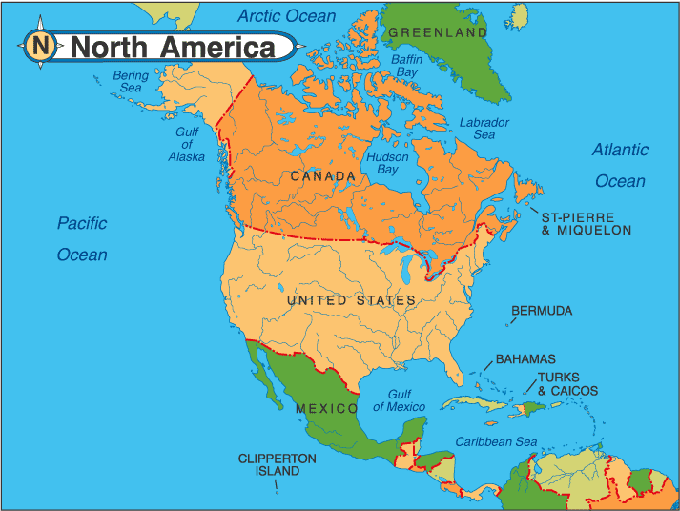 Arctic Ocean
N North America
GREENLAND
Baffin
Bay
Bering
Sea
Labrador
Sea
Gulf
of
Alaska
Hudson
Bay
Atlantic
Ocean
CANADA
ST-PIERRE
& MIQUELON
Pacific
Ocean
UNITED STATES
BERMUDA
BAHAMAS
TURKS
& CAICOS
Gulf
of Mexico
MEXICO
Caribbean Sea
CLIPPERTON
ISLAND